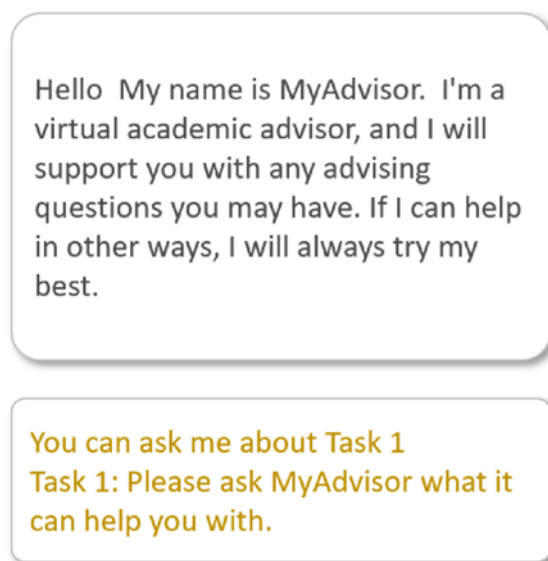 Hello  My name is MyAdvisor.  I'm a
virtual academic advisor, and I will
support you with any advising
questions you may have. If I can help
in other ways, I will always try my
best.
You can ask me about Task 1
Task 1: Please ask MyAdvisor what it
can help you with.